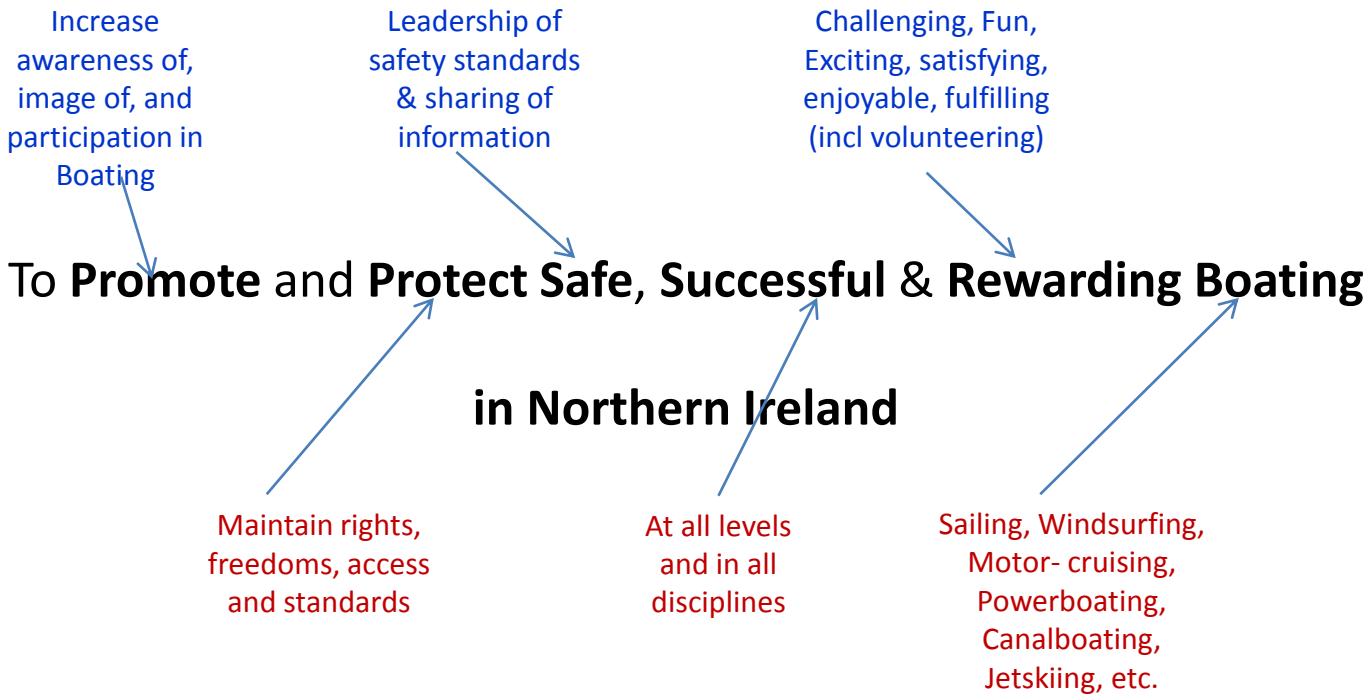 Increase
awareness of,
image of, and
participation in
Boating
Leadership of
safety standards
& sharing of
information
Challenging, Fun,
Exciting, satisfying,
enjoyable, fulfilling
(incl volunteering)
To Promote and Protect Safe, Successful & Rewarding Boating
in Northern Ireland
Maintain rights,
freedoms, access
and standards
At all levels
and in all
disciplines
Sailing, Windsurfing,
Motor- cruising,
Powerboating,
Canalboating,
Jetskiing, etc.